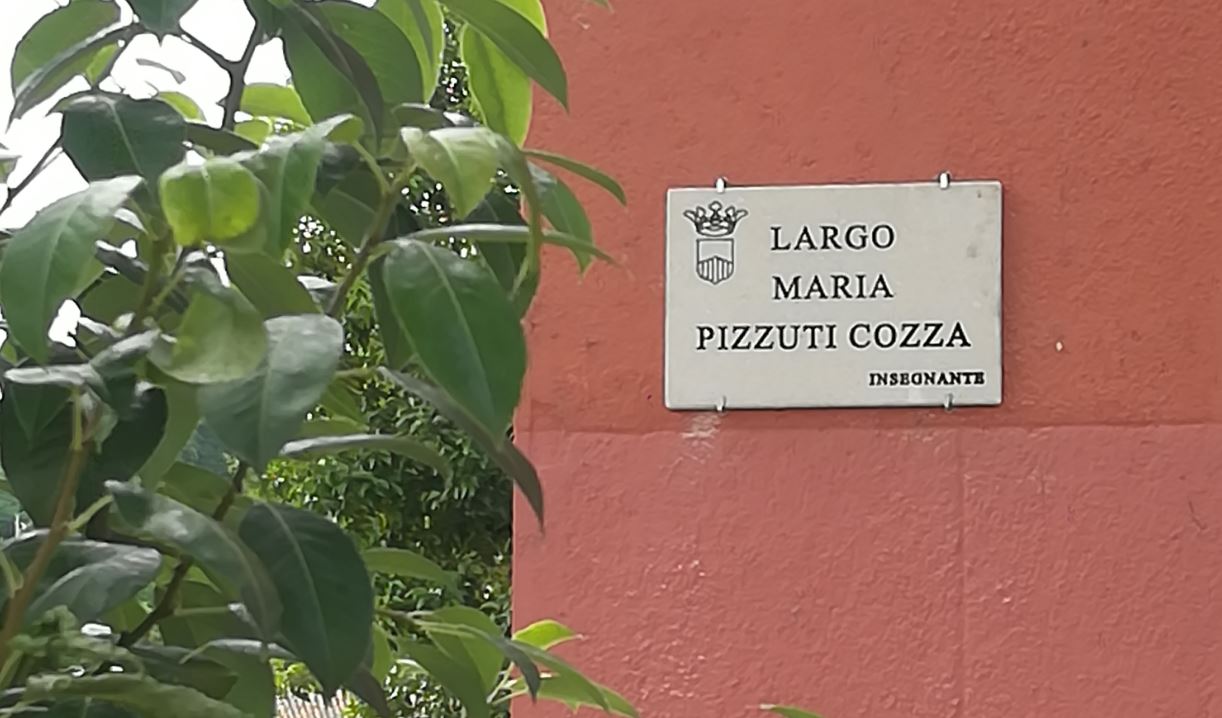 LARGO
MARIA
PIZZUTI COZZA
INSEGNANTE